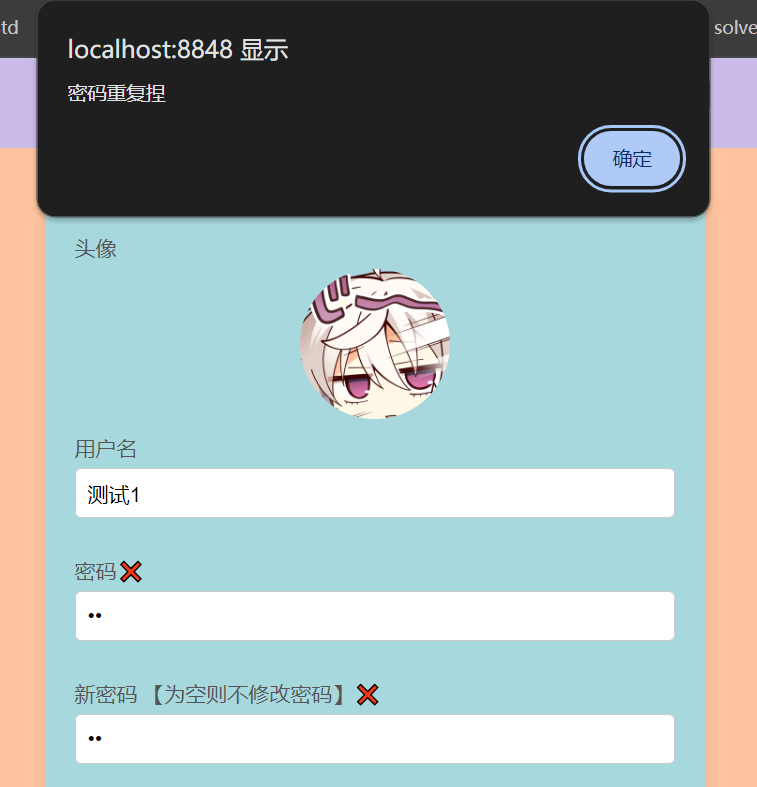 td
solve
localhost:8848 显示
密码重复捏
确定
头像
用户名
测试1
密码❌
••
新密码 【为空则不修改密码】❌
••